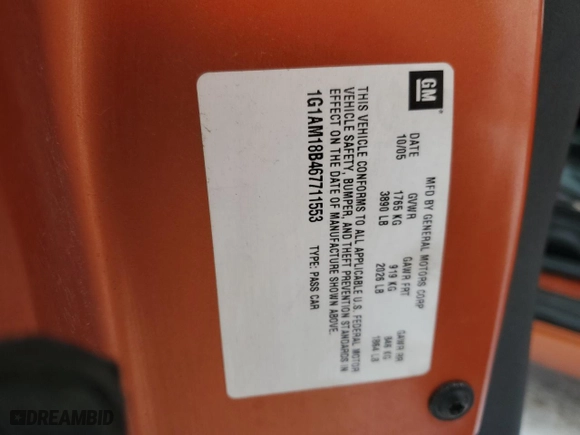 GM
MFD BY GENERAL MOTORS CORP
DATE GVWR GAWR FRT GAWR RR
10/05 1765 KG 919 KG 846 KG
3890 LB 2026 LB 1864 LB
THIS VEHICLE CONFORMS TO ALL APPLICABLE U.S. FEDERAL MOTOR
VEHICLE SAFETY, BUMPER, AND THEFT PREVENTION STANDARDS IN
EFFECT ON THE DATE OF MANUFACTURE SHOWN ABOVE.
1G1AM18B467711553 TYPE: PASS CAR
DREAMBID